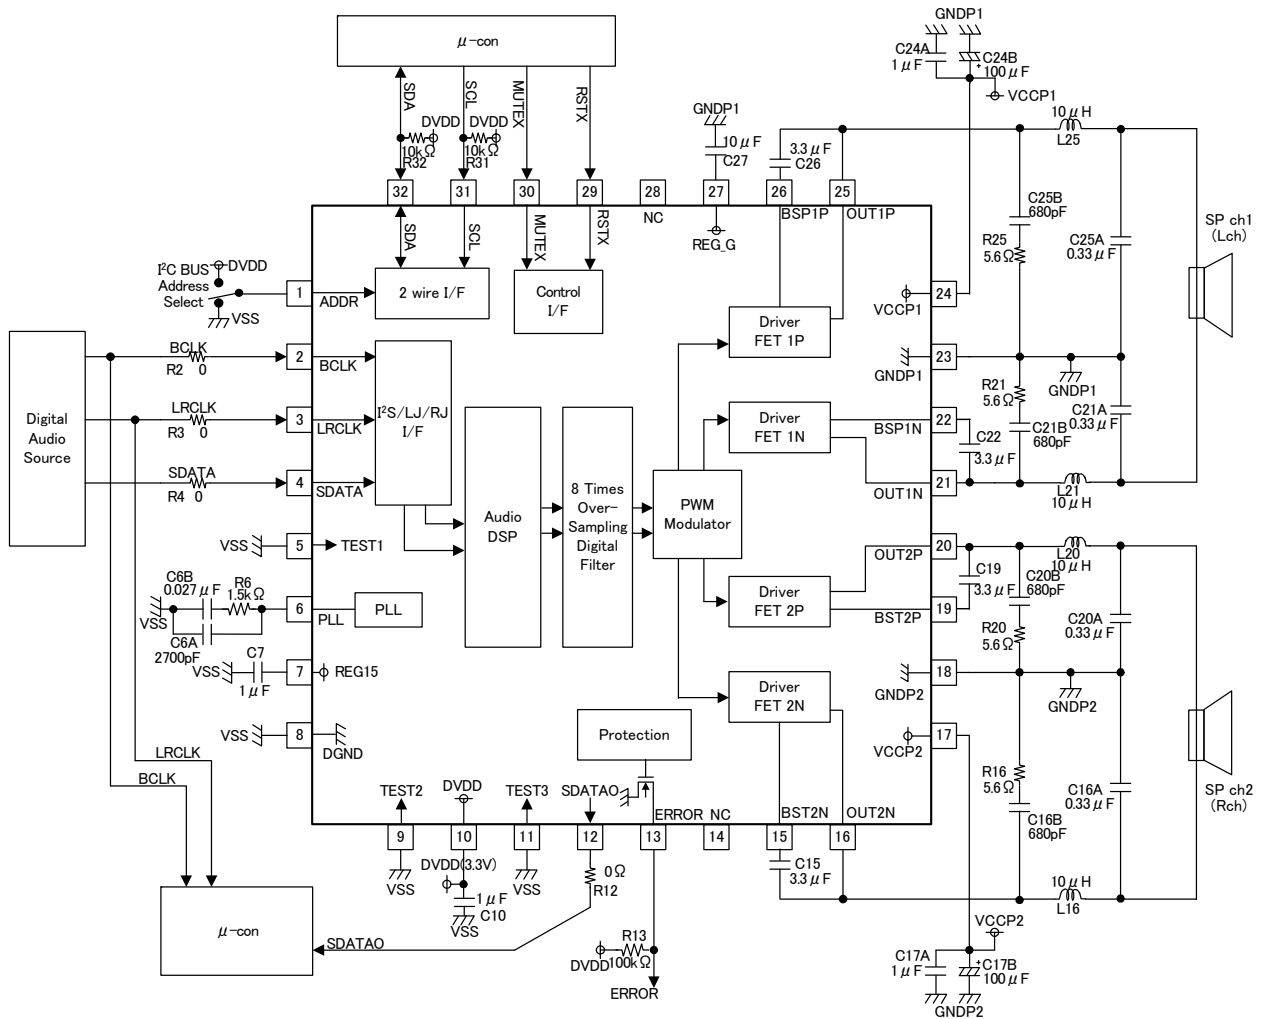 GNDP1
μ-con
C24A
1μF
C24B
+
100μF
VCCP1
SDA
SCL
MUTEX
RSTX
DVDD
DVDD
10kΩ
R32
10kΩ
R31
GNDP1
10μF
C27
3.3μF
C26
10μH
L25
32
31
30
29
28
27
26
25
SDA
SCL
MUTEX
RSTX
NC
REG_G
BSP1P
OUT1P
C25B
680pF
R25
5.6Ω
C25A
0.33μF
SP ch1
(Lch)
I²C BUS
Address
Select
DVDD
VSS
1
ADDR
2 wire I/F
Control
I/F
24
VCCP1
Driver
FET 1P
Digital
Audio
Source
BCLK
R2 0
2
BCLK
23
GNDP1
GNDP1
LRCLK
R3 0
3
LRCLK
I²S/LJ/RJ
I/F
Driver
FET 1N
22
BSP1N
R21
5.6Ω
C21B
680pF
C21A
0.33μF
C22
3.3μF
SDATA
R4 0
4
SDATA
21
OUT1N
L21
10μH
Audio
DSP
8 Times
Over-
Sampling
Digital
Filter
PWM
Modulator
VSS
5
TEST1
20
OUT2P
L20
10μH
C19
3.3μF
C20B
680pF
C6B
0.027μF
R6
1.5kΩ
VSS
C6A
2700pF
6
PLL
PLL
Driver
FET 2P
19
BST2P
R20
5.6Ω
C20A
0.33μF
VSS
C7
1μF
7
REG15
18
GNDP2
GNDP2
Driver
FET 2N
VSS
8
DGND
Protection
17
VCCP2
LRCLK
BCLK
R16
5.6Ω
C16B
680pF
C16A
0.33μF
SP ch2
(Rch)
TEST2
DVDD
TEST3
SDATAO
ERROR
NC
BST2N
OUT2N
9
10
11
12
13
14
15
16
VSS
DVDD(3.3V)
1μF
C10
VSS
VSS
0Ω
R12
C15
3.3μF
10μH
L16
μ-con
SDATAO
R13
100kΩ
DVDD
ERROR
VCCP2
C17A
1μF
+
C17B
100μF
GNDP2